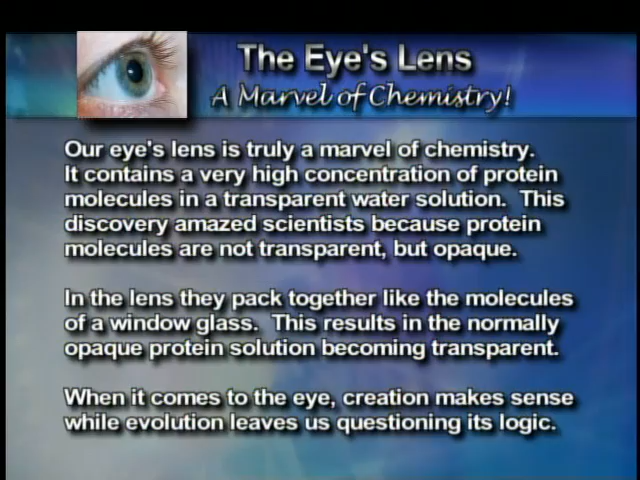 The Eye's Lens
A Marvel of Chemistry!
Our eye's lens is truly a marvel of chemistry.
It contains a very high concentration of protein
molecules in a transparent water solution. This
discovery amazed scientists because protein
molecules are not transparent, but opaque.
In the lens they pack together like the molecules
of a window glass. This results in the normally
opaque protein solution becoming transparent.
When it comes to the eye, creation makes sense
while evolution leaves us questioning its logic.